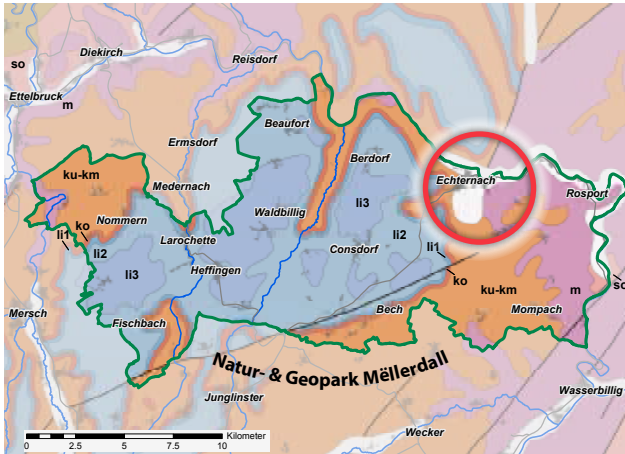 Diekirch
so
Reisdorf
Ettelbruck
m
Beaufort
Ermsdorf
Berdorf
Echternach
ku-km
Medernach
Rosport
li3
Waldbillig
Nommern
ko
li1
li2
Larochette
li2
li1
Consdorf
li3
Heffingen
ko
ku-km
m
so
Mersch
Fischbach
Bech
Mompach
Natur- & Geopark Mëllerdall
Junglinster
Wasserbillig
Wecker
Kilometer
0 2.5 5 7.5 10